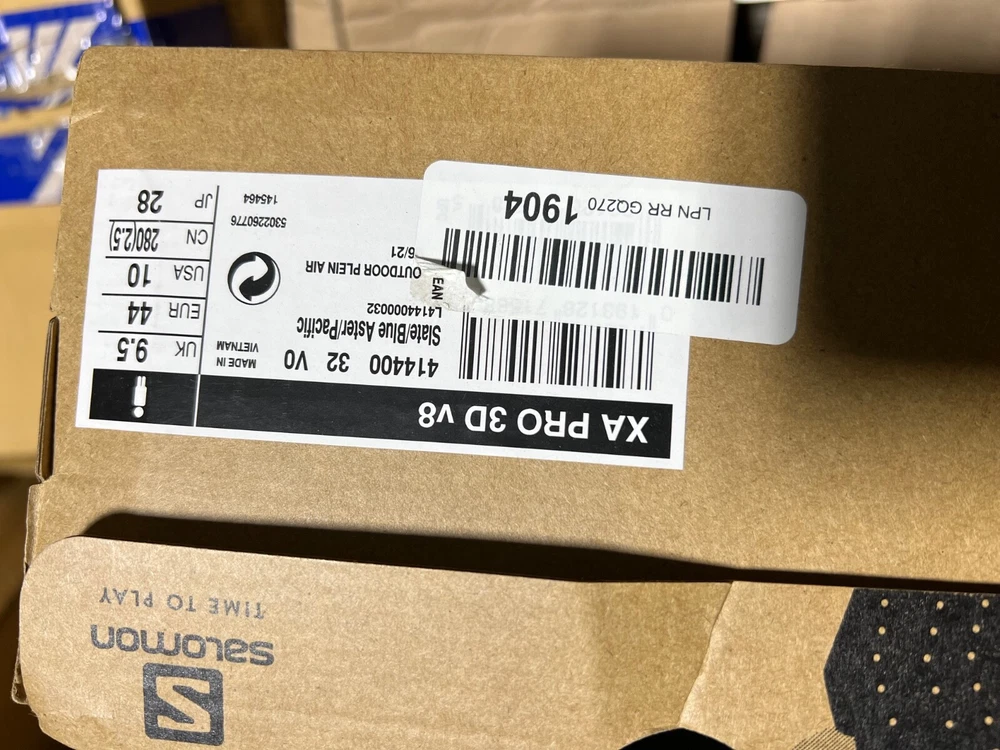 salomon
TIME TO PLAY
XA PRO 3D v8
414400 32 V0
Slate/Blue Aster/Pacific
L4144000032
OUTDOOR PLEIN AIR
EAN
MADE IN
VIETNAM
5302260776
145464
UK 9.5
EUR 44
USA 10
CN 280(2.5)
JP 28
LPN RR GQ270 1904